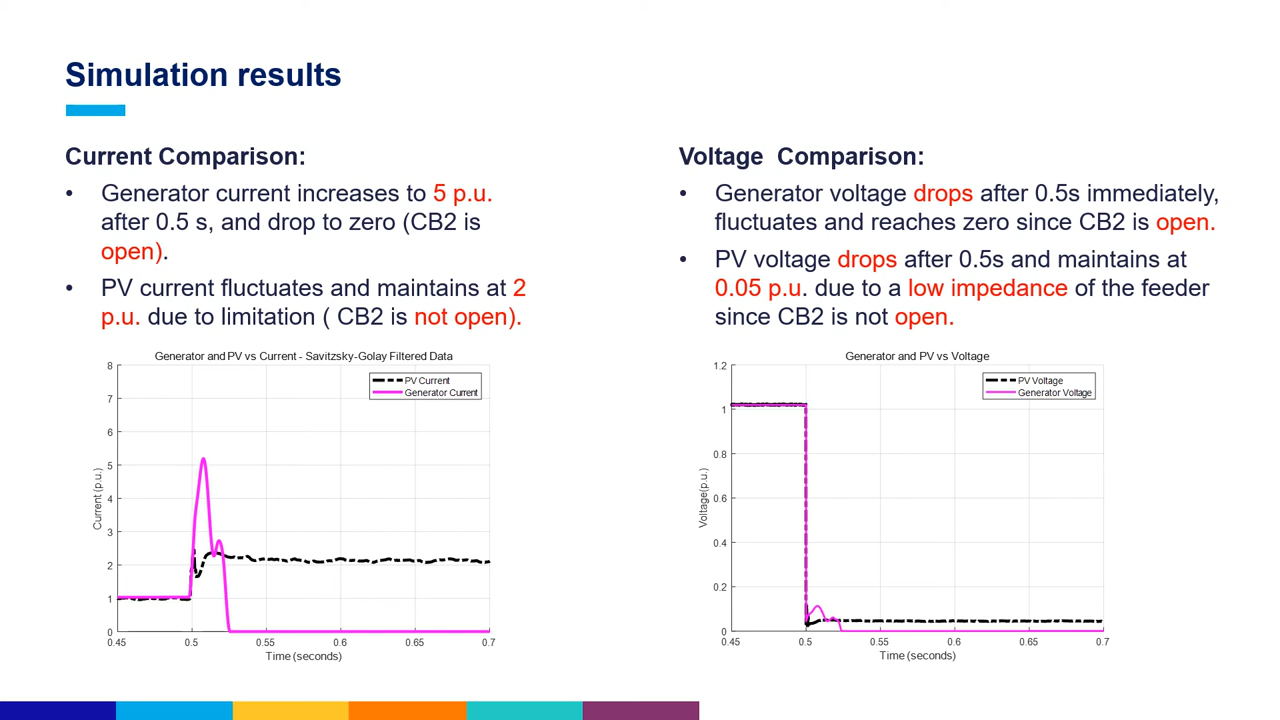 Simulation results
Current Comparison:
• Generator current increases to 5 p.u.
after 0.5 s, and drop to zero (CB2 is
open).
• PV current fluctuates and maintains at 2
p.u. due to limitation ( CB2 is not open).
Generator and PV vs Current - Savitzsky-Golay Filtered Data
PV Current
Generator Current
8
7
6
5
4
3
2
1
0
Current (p.u.)
0.45 0.5 0.55 0.6 0.65 0.7
Time (seconds)
Voltage Comparison:
• Generator voltage drops after 0.5s immediately,
fluctuates and reaches zero since CB2 is open.
• PV voltage drops after 0.5s and maintains at
0.05 p.u. due to a low impedance of the feeder
since CB2 is not open.
Generator and PV vs Voltage
PV Voltage
Generator Voltage
1.2
1
0.8
0.6
0.4
0.2
0
Voltage(p.u.)
0.45 0.5 0.55 0.6 0.65 0.7
Time (seconds)